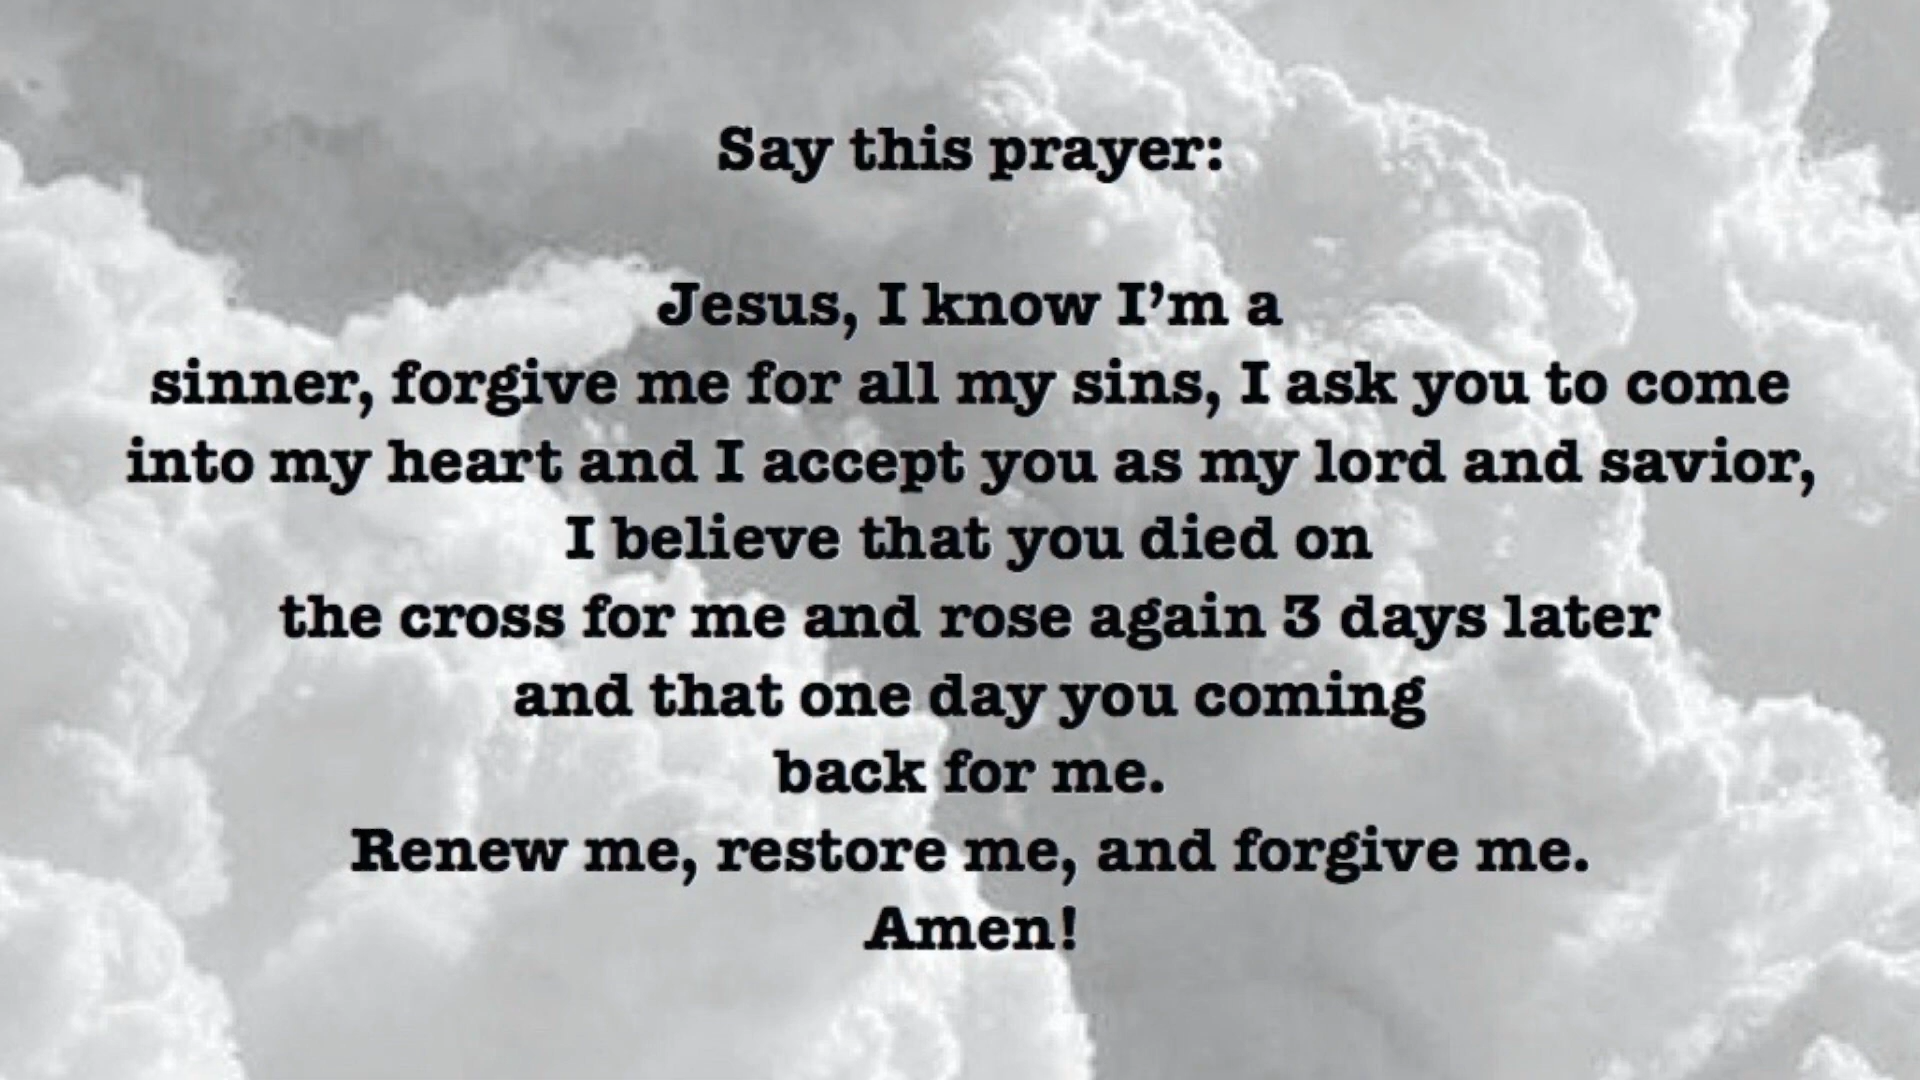 Say this prayer:
Jesus, I know I’m a
sinner, forgive me for all my sins, I ask you to come
into my heart and I accept you as my lord and savior,
I believe that you died on
the cross for me and rose again 3 days later
and that one day you coming
back for me.
Renew me, restore me, and forgive me.
Amen!